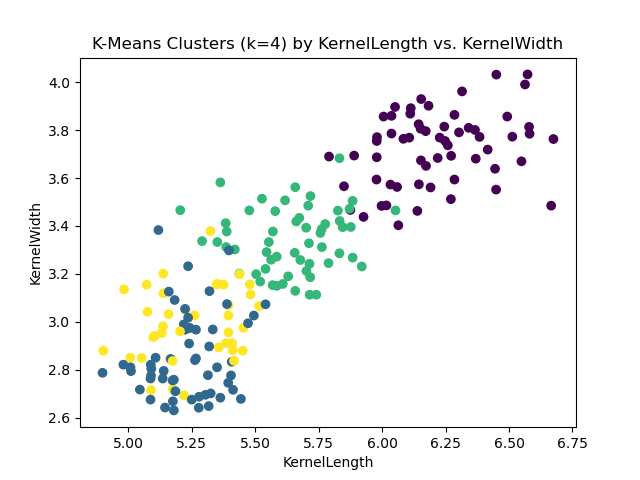 K-Means Clusters (k=4) by KernelLength vs. KernelWidth
4.0
3.8
3.6
3.4
3.2
3.0
2.8
2.6
KernelWidth
5.00 5.25 5.50 5.75 6.00 6.25 6.50 6.75
KernelLength